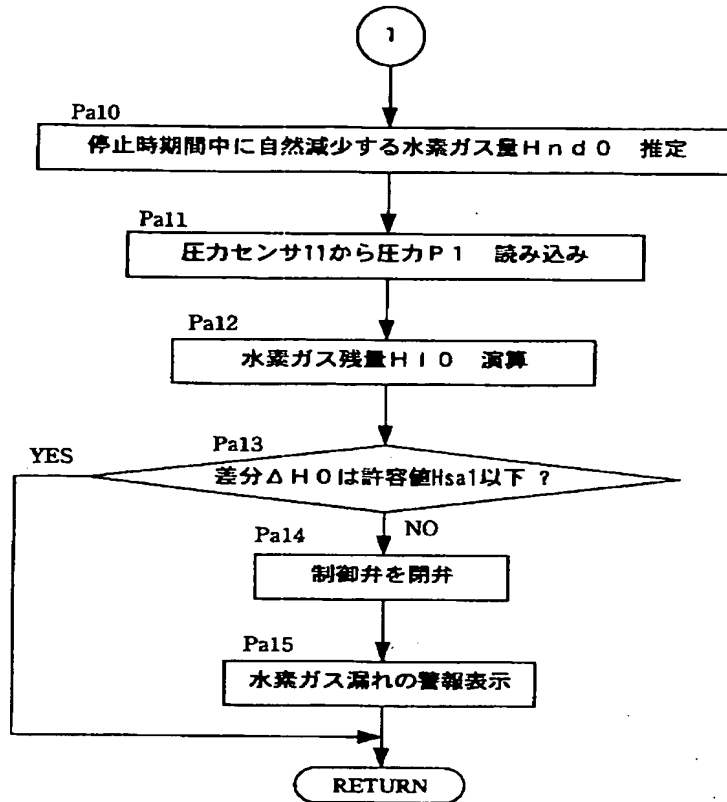 1
Pa10
停止時期間中に自然減少する水素ガス量Hnd0 推定
Pa11
圧力センサ11から圧力P1 読み込み
Pa12
水素ガス残量Hl0 演算
Pa13
YES
差分ΔH0は許容値Hsa1以下 ?
NO
Pa14
制御弁を閉弁
Pa15
水素ガス漏れの警報表示
RETURN